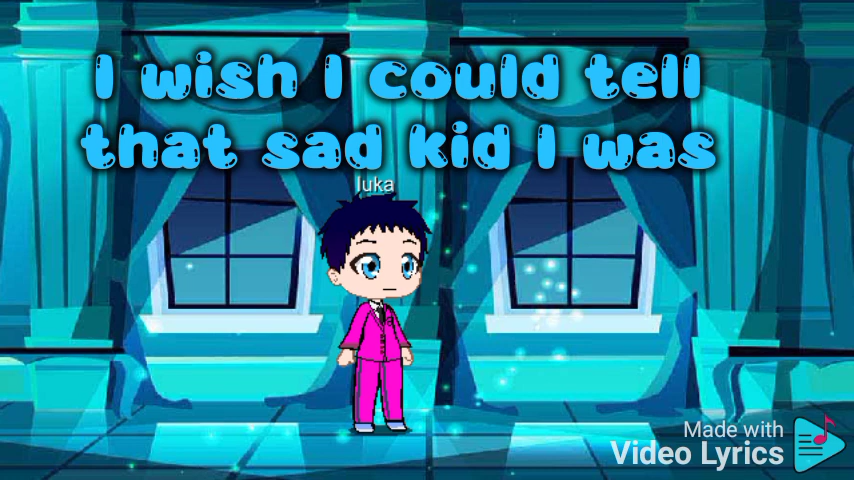 I wish I could tell
that sad kid I was
luka
Made with
Video Lyrics